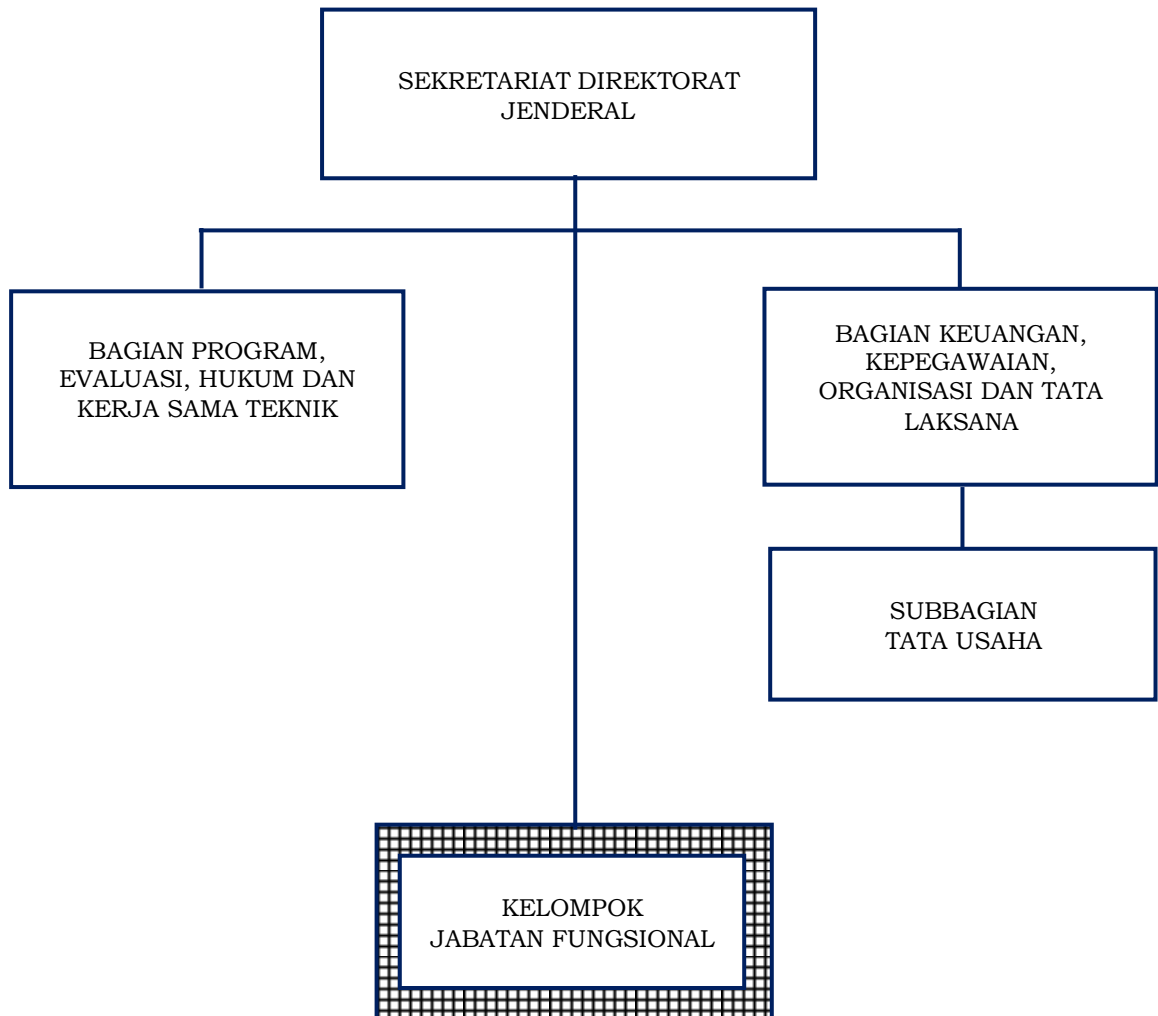 SEKRETARIAT DIREKTORAT
JENDERAL
BAGIAN PROGRAM,
EVALUASI, HUKUM DAN
KERJA SAMA TEKNIK
BAGIAN KEUANGAN,
KEPEGAWAIAN,
ORGANISASI DAN TATA
LAKSANA
SUBBAGIAN
TATA USAHA
KELOMPOK
JABATAN FUNGSIONAL